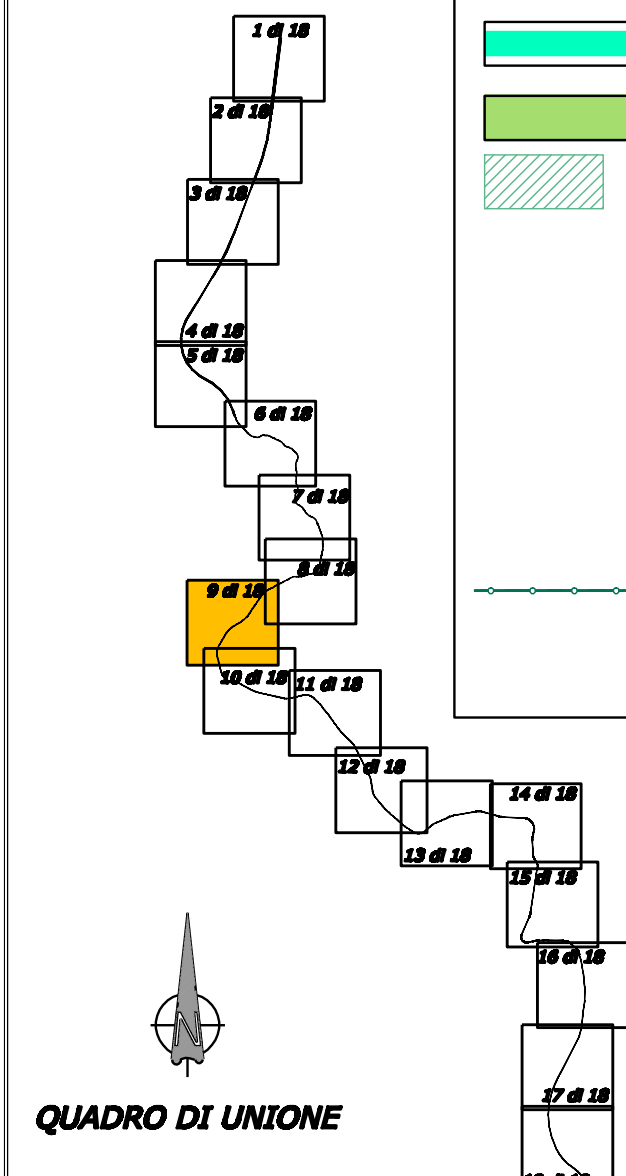 1 di 18
2 di 18
3 di 18
4 di 18
5 di 18
6 di 18
7 di 18
8 di 18
9 di 18
10 di 18
11 di 18
12 di 18
13 di 18
14 di 18
15 di 18
16 di 18
17 di 18
N
QUADRO DI UNIONE